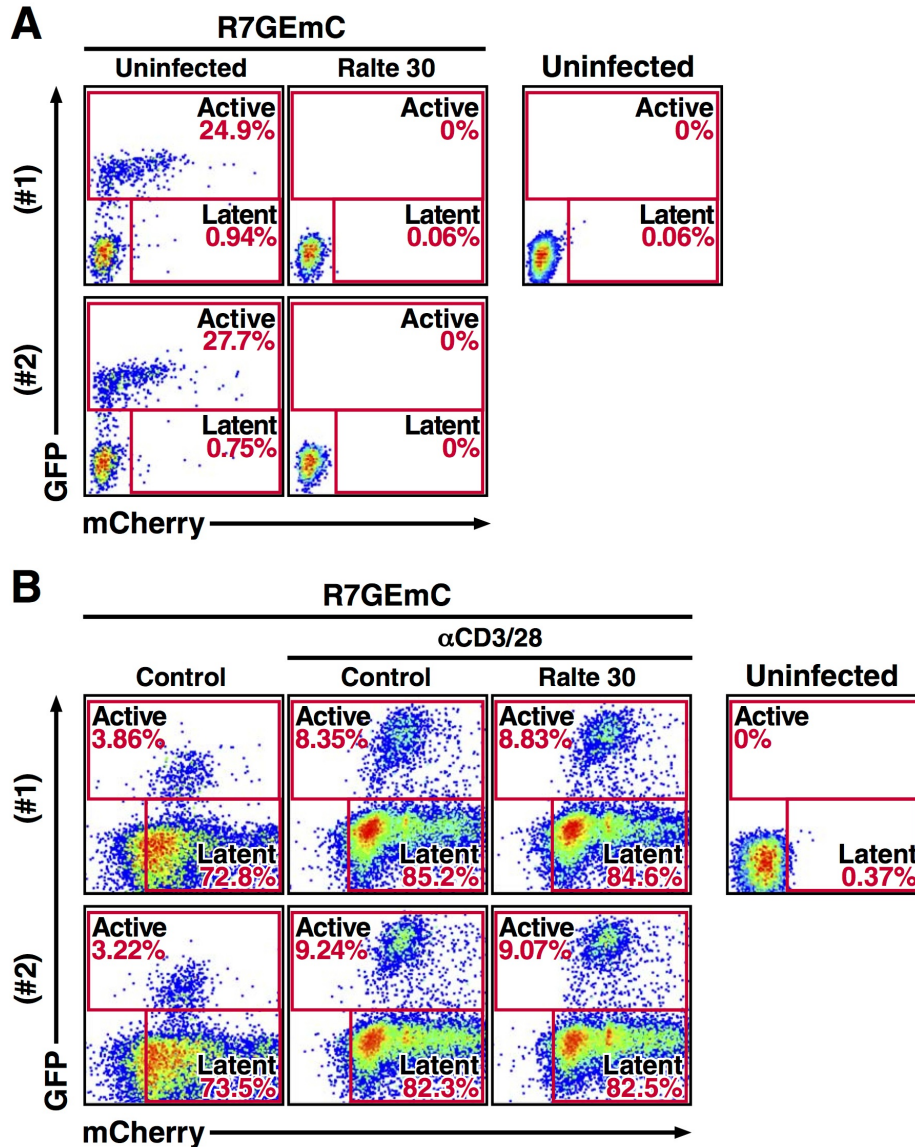 A
R7GEmC
Uninfected Ralte 30 Uninfected
(#1)
Active
24.9%
Latent
0.94%
Active
0%
Latent
0.06%
Active
0%
Latent
0.06%
(#2)
Active
27.7%
Latent
0.75%
Active
0%
Latent
0%
GFP
mCherry
B
R7GEmC
αCD3/28
Control Control Ralte 30 Uninfected
(#1)
Active
3.86%
Latent
72.8%
Active
8.35%
Latent
85.2%
Active
8.83%
Latent
84.6%
Active
0%
Latent
0.37%
(#2)
Active
3.22%
Latent
73.5%
Active
9.24%
Latent
82.3%
Active
9.07%
Latent
82.5%
GFP
mCherry